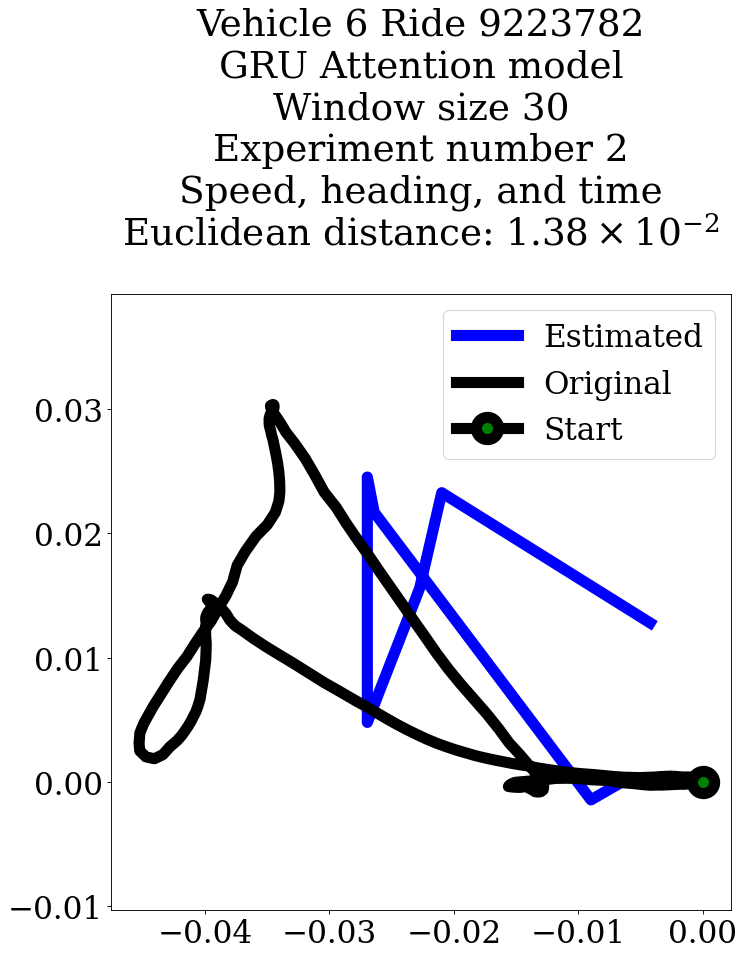 Vehicle 6 Ride 9223782
GRU Attention model
Window size 30
Experiment number 2
Speed, heading, and time
Euclidean distance: 1.38 × 10⁻²
Estimated
Original
Start
0.03
0.02
0.01
0.00
−0.01
−0.04
−0.03
−0.02
−0.01
0.00